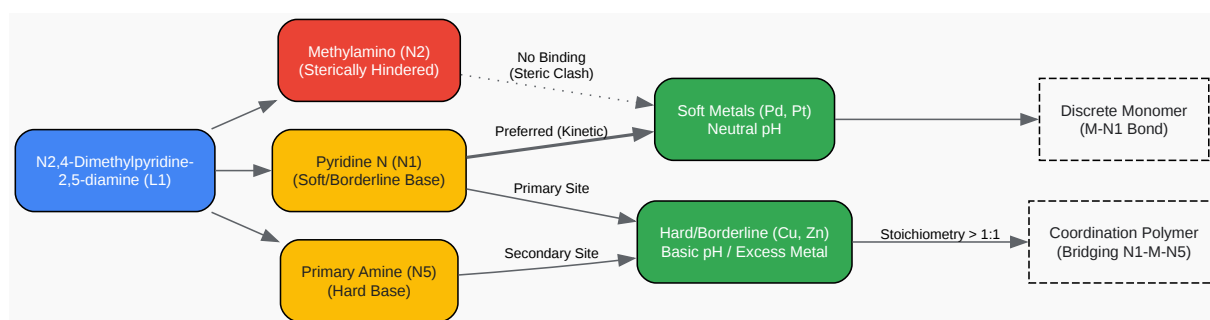 N2,4-Dimethylpyridine-
2,5-diamine (L1)
Methylamino (N2)
(Sterically Hindered)
Pyridine N (N1)
(Soft/Borderline Base)
Primary Amine (N5)
(Hard Base)
No Binding
(Steric Clash)
Preferred (Kinetic)
Primary Site
Secondary Site
Soft Metals (Pd, Pt)
Neutral pH
Hard/Borderline (Cu, Zn)
Basic pH / Excess Metal
Stoichiometry > 1:1
Discrete Monomer
(M-N1 Bond)
Coordination Polymer
(Bridging N1-M-N5)